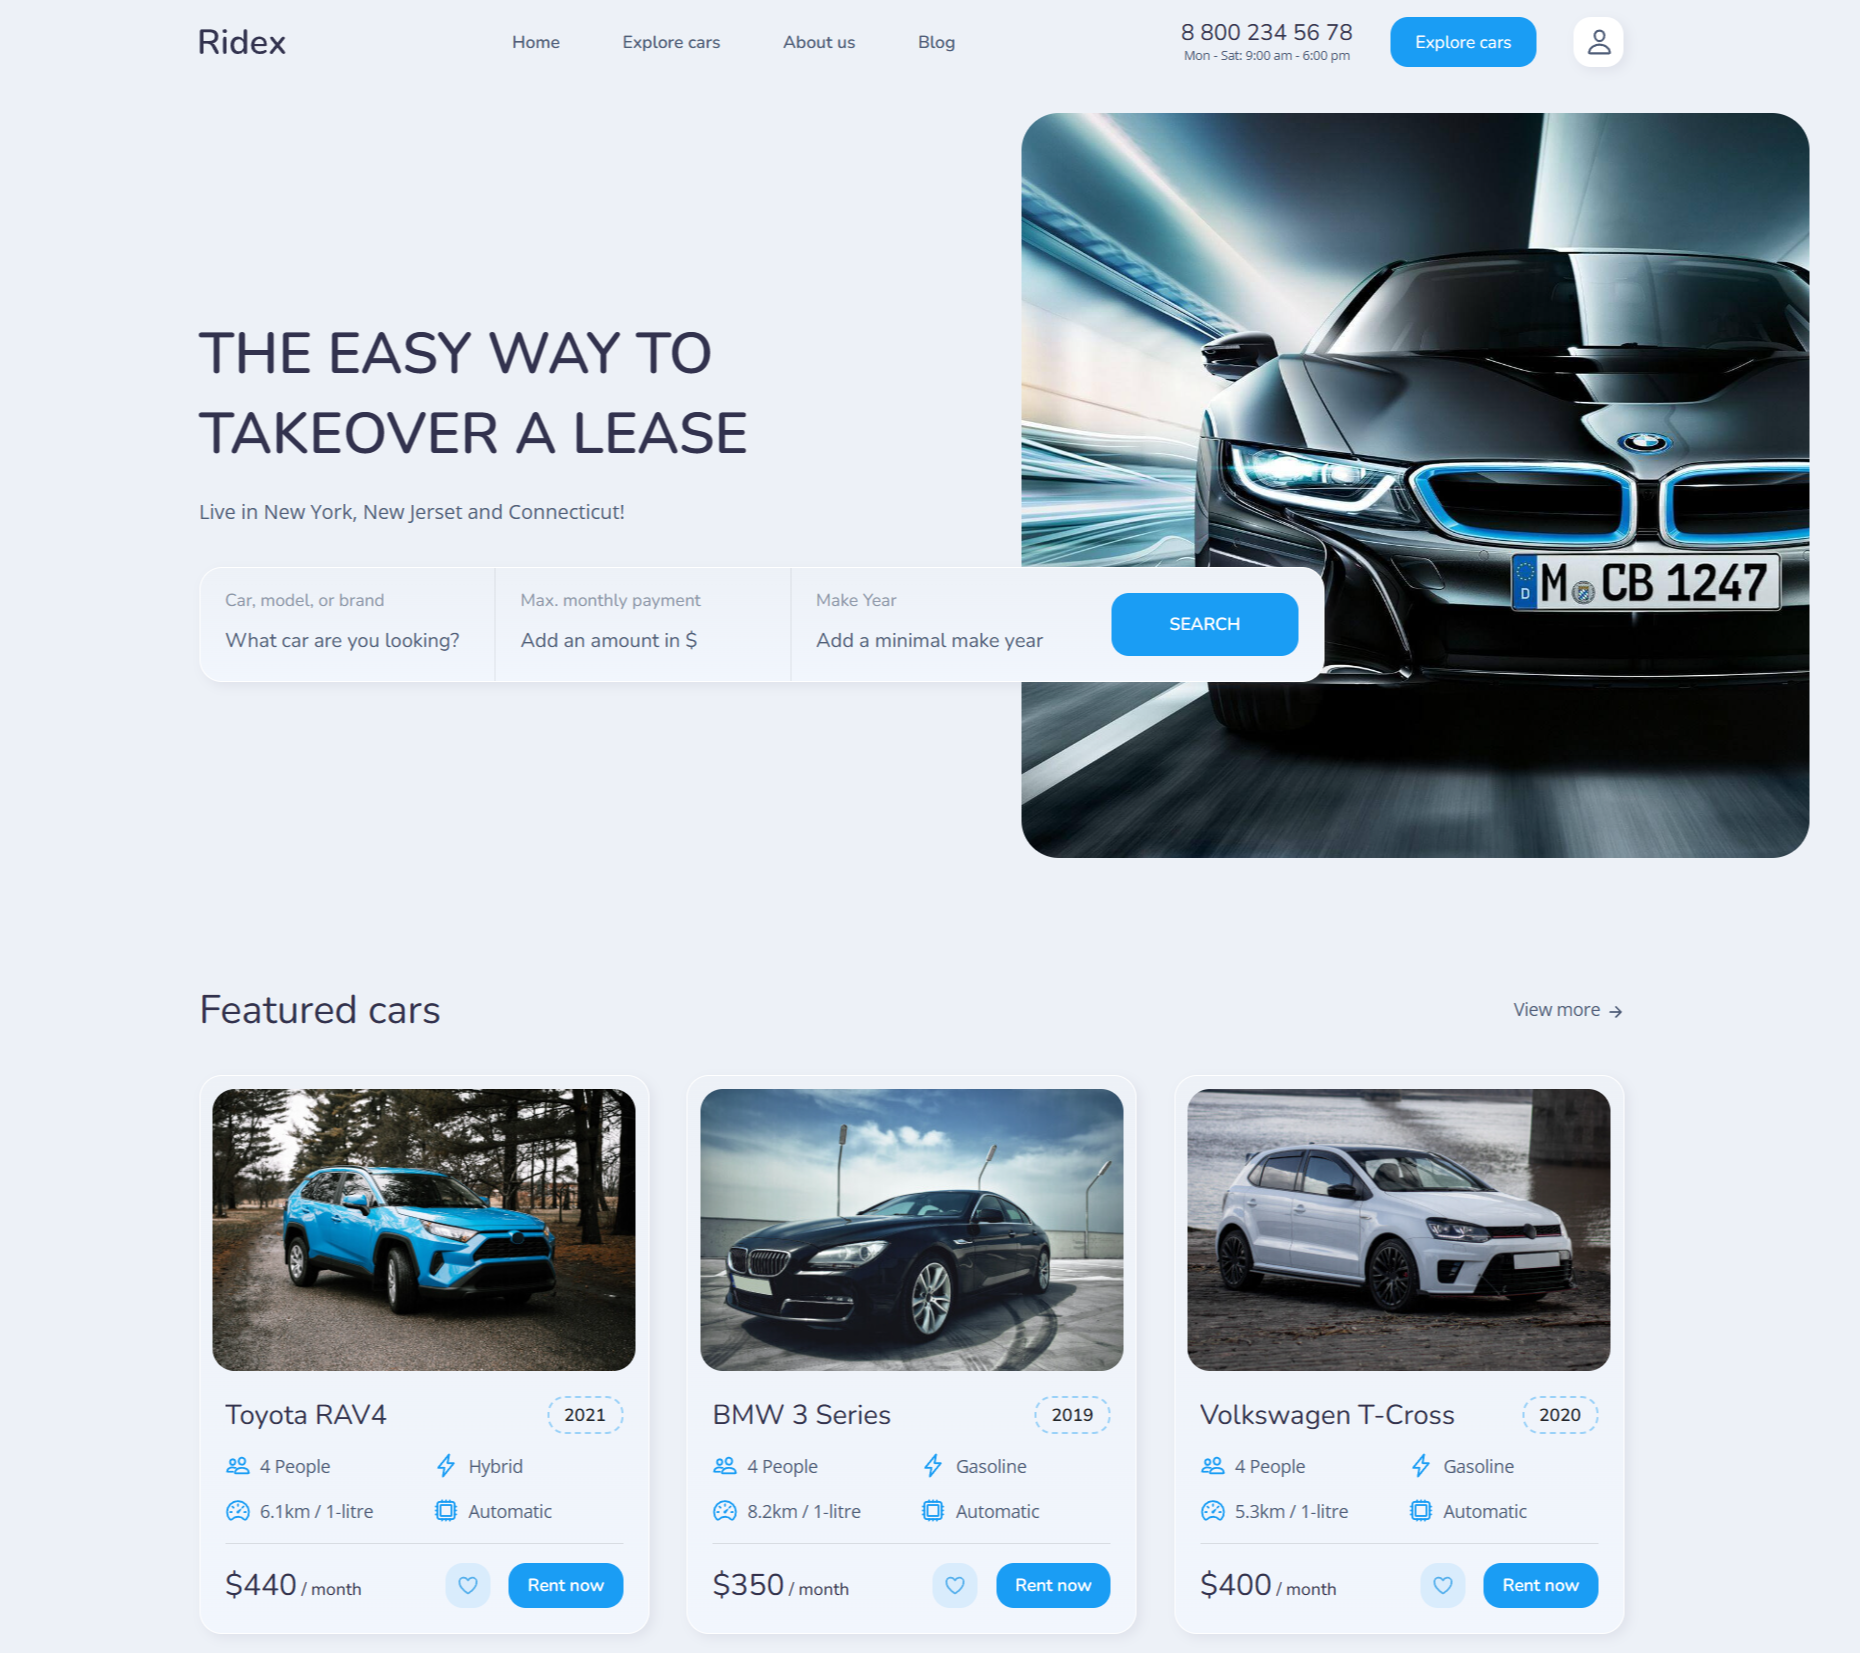 Ridex
Home
Explore cars
About us
Blog
8 800 234 56 78
Mon - Sat: 9:00 am - 6:00 pm
Explore cars
THE EASY WAY TO
TAKEOVER A LEASE
Live in New York, New Jerset and Connecticut!
Car, model, or brand
What car are you looking?
Max. monthly payment
Add an amount in $
Make Year
Add a minimal make year
SEARCH
D M CB 1247
Featured cars
View more
Toyota RAV4
2021
4 People
Hybrid
6.1km / 1-litre
Automatic
$440 / month
Rent now
BMW 3 Series
2019
4 People
Gasoline
8.2km / 1-litre
Automatic
$350 / month
Rent now
Volkswagen T-Cross
2020
4 People
Gasoline
5.3km / 1-litre
Automatic
$400 / month
Rent now